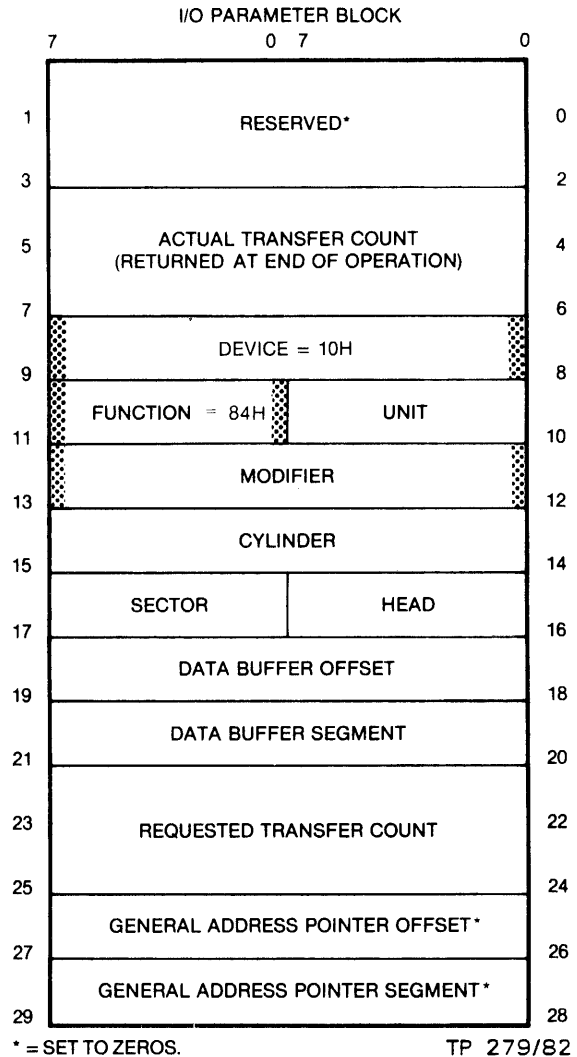 I/O PARAMETER BLOCK
7 0 7 0
1 RESERVED* 0
3 2
5 ACTUAL TRANSFER COUNT 4
(RETURNED AT END OF OPERATION)
7 6
DEVICE = 10H
9 8
FUNCTION = 84H UNIT
11 10
MODIFIER
13 12
CYLINDER
15 14
SECTOR HEAD
17 16
DATA BUFFER OFFSET
19 18
DATA BUFFER SEGMENT
21 20
23 REQUESTED TRANSFER COUNT 22
25 24
GENERAL ADDRESS POINTER OFFSET*
27 26
GENERAL ADDRESS POINTER SEGMENT*
29 28
* = SET TO ZEROS. TP 279/82